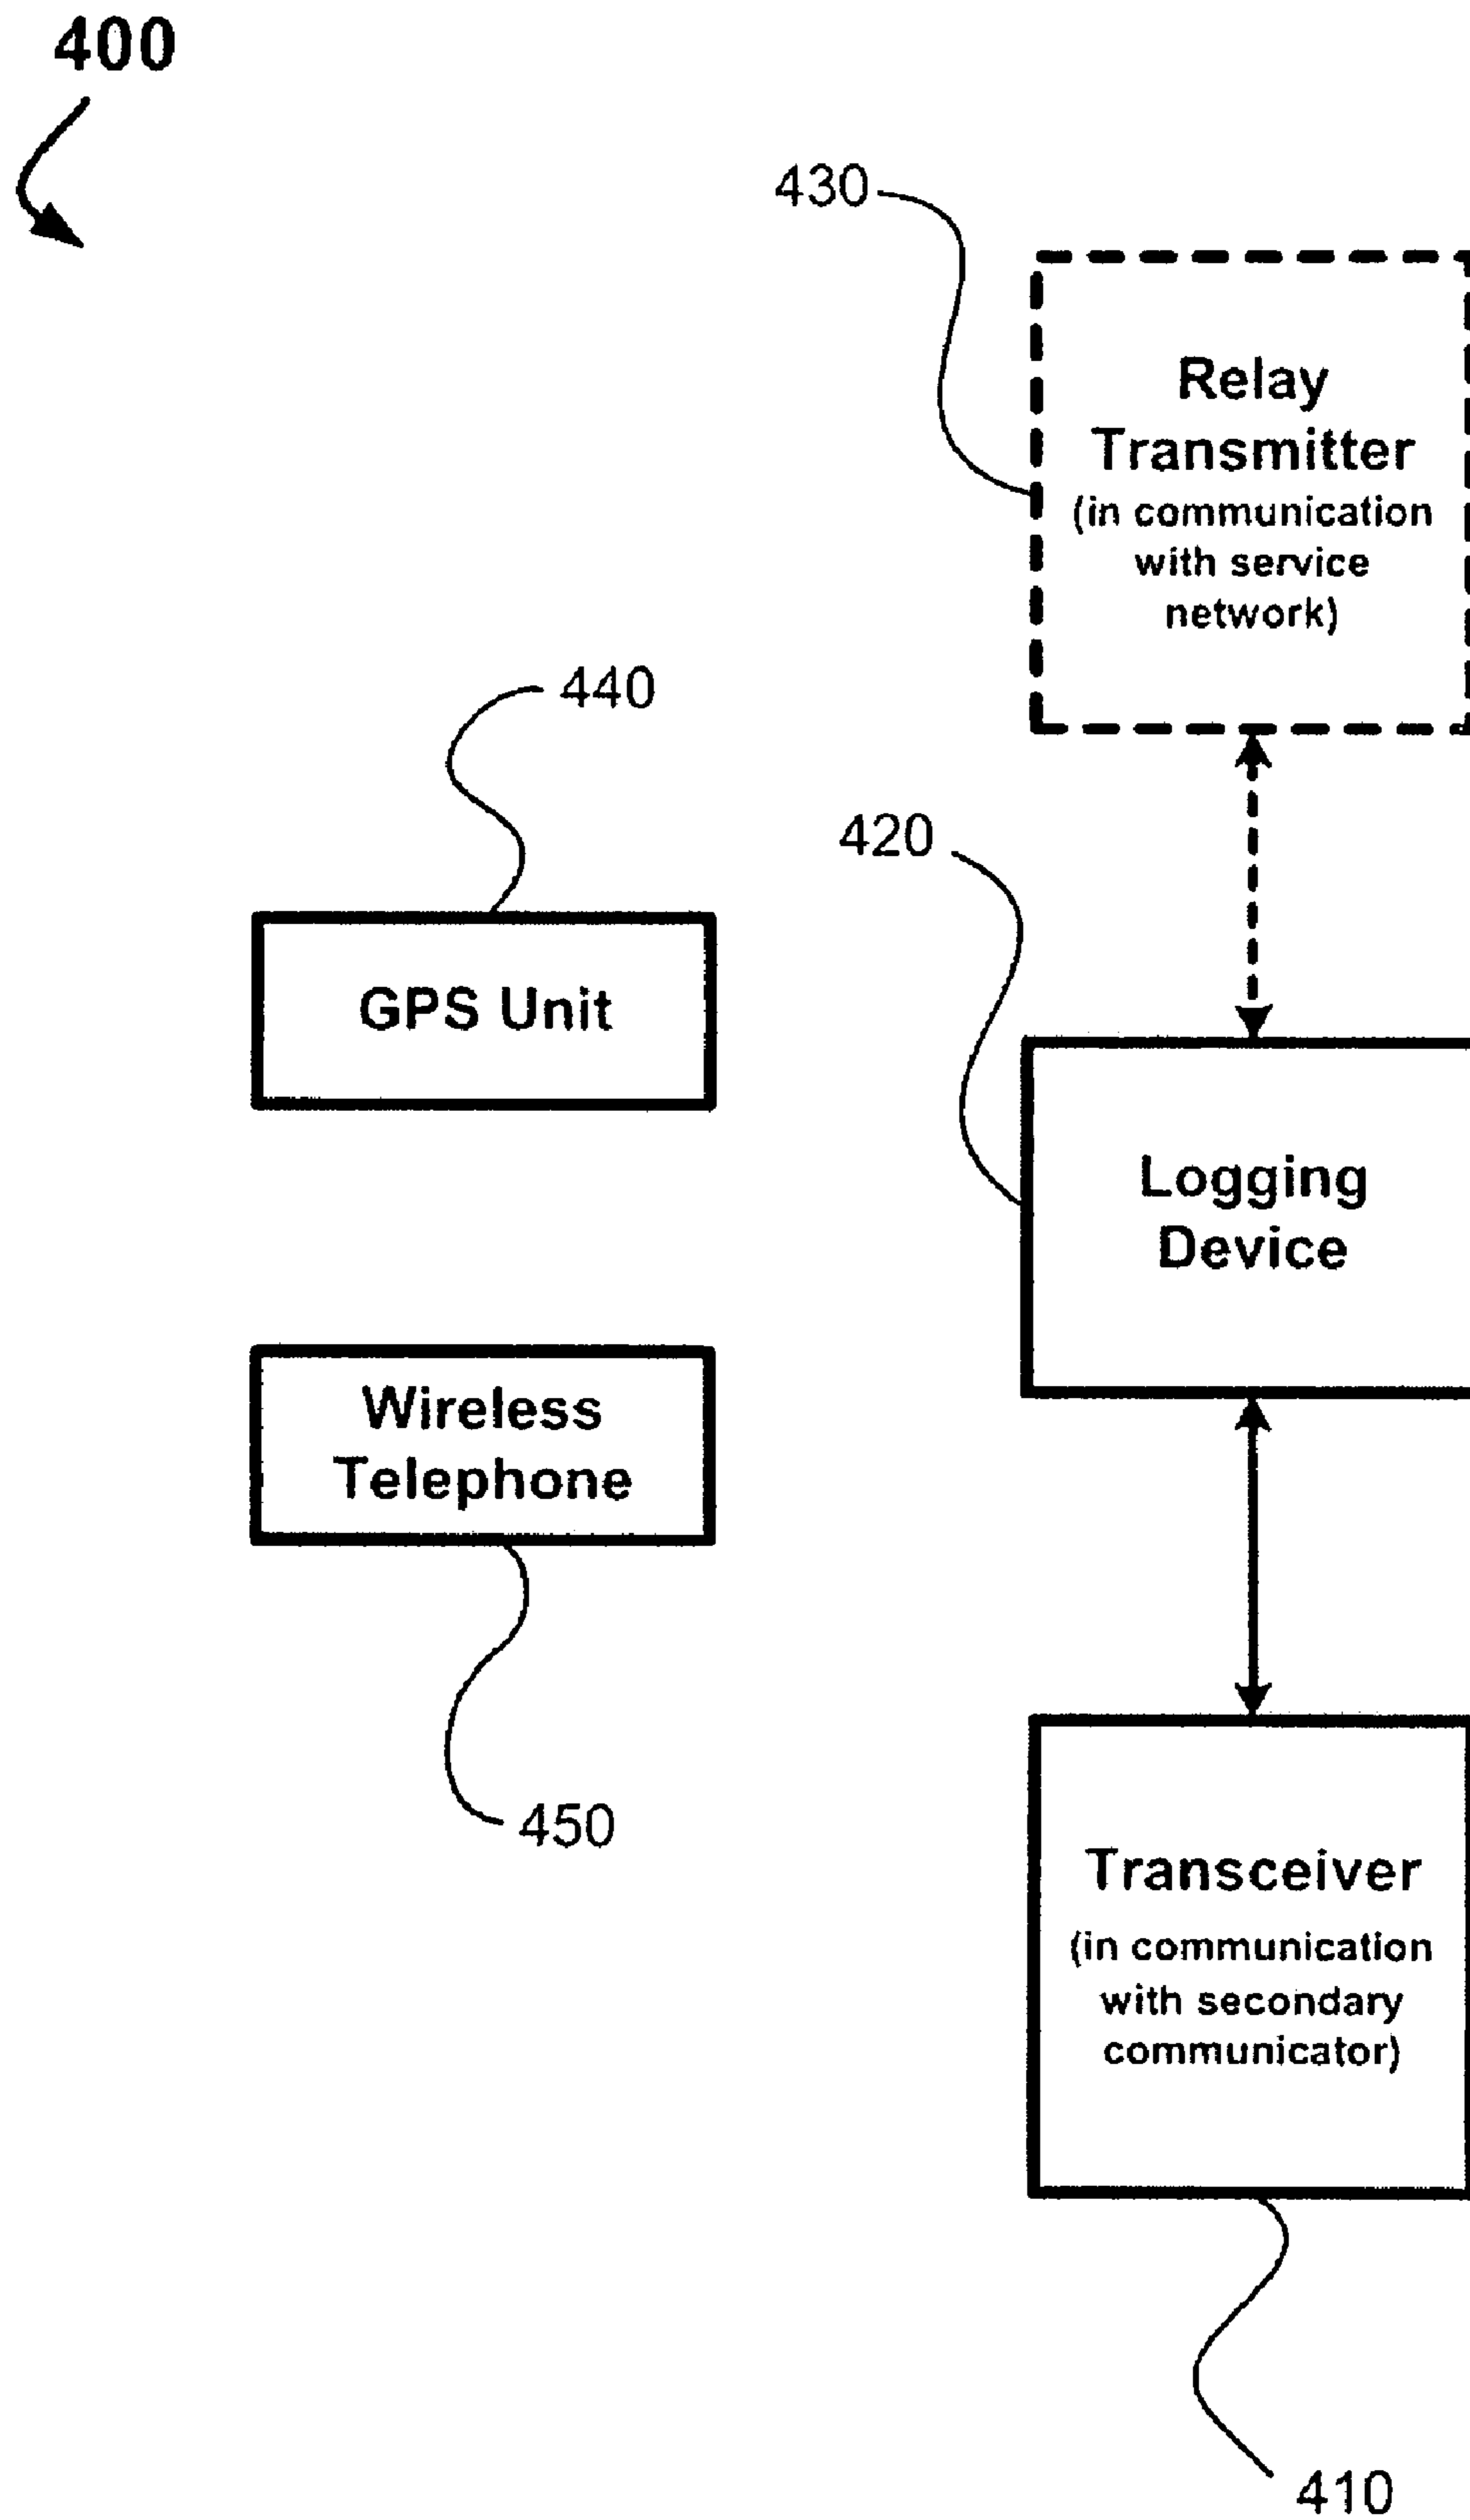 400
430
Relay
Transmitter
(in communication
with service
network)
440
420
GPS Unit
Logging
Device
Wireless
Telephone
450
Transceiver
(in communication
with secondary
communicator)
410